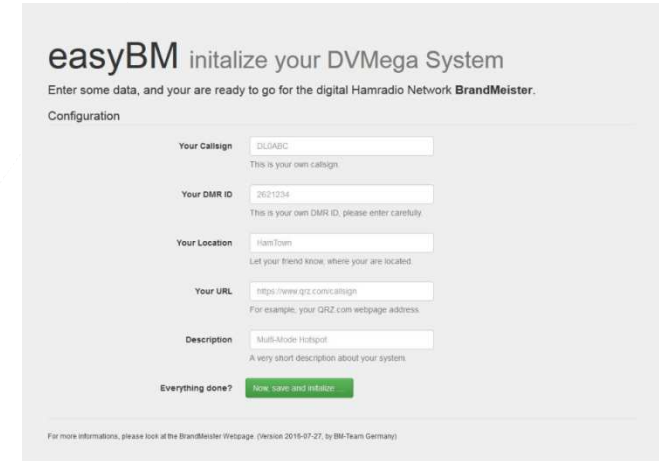 easyBM initalize your DVMega System
Enter some data, and your are ready to go for the digital Hamradio Network BrandMeister.
Configuration
Your Callsign DL0ABC
This is your own callsign.
Your DMR ID 2621234
This is your own DMR ID, please enter carefully.
Your Location HamTown
Let your friend know, where your are located.
Your URL https://www.qrz.com/callsign
For example, your QRZ.com webpage address.
Description Multi-Mode Hotspot
A very short description about your system.
Everything done? Now, save and initalize ...
For more informations, please look at the BrandMeister Webpage. (Version 2016-07-27, by BM-Team Germany)